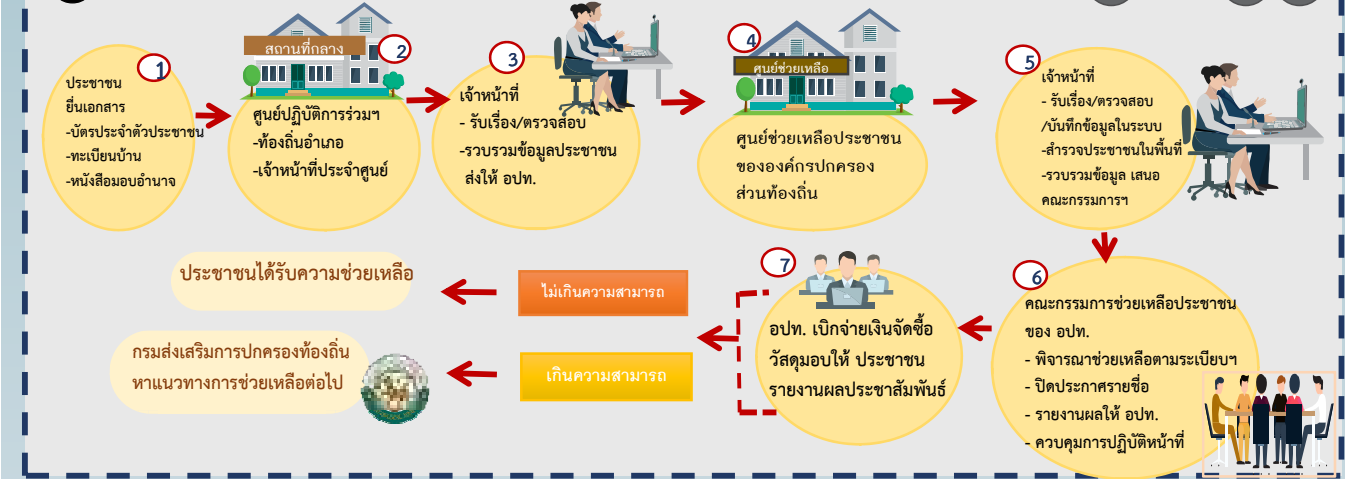 1
ประชาชน
ยื่นเอกสาร
-บัตรประจำตัวประชาชน
-ทะเบียนบ้าน
-หนังสือมอบอำนาจ
สถานที่กลาง
2
ศูนย์ปฏิบัติการร่วมฯ
-ท้องถิ่นอำเภอ
-เจ้าหน้าที่ประจำศูนย์
3
เจ้าหน้าที่
- รับเรื่อง/ตรวจสอบ
-รวบรวมข้อมูลประชาชน
ส่งให้ อปท.
4
ศูนย์ช่วยเหลือ
ศูนย์ช่วยเหลือประชาชน
ขององค์กรปกครอง
ส่วนท้องถิ่น
5
เจ้าหน้าที่
- รับเรื่อง/ตรวจสอบ
/บันทึกข้อมูลในระบบ
-สำรวจประชาชนในพื้นที่
-รวบรวมข้อมูล เสนอ
คณะกรรมการฯ
6
คณะกรรมการช่วยเหลือประชาชน
ของ อปท.
- พิจารณาช่วยเหลือตามระเบียบฯ
- ปิดประกาศรายชื่อ
- รายงานผลให้ อปท.
- ควบคุมการปฏิบัติหน้าที่
7
อปท. เบิกจ่ายเงินจัดซื้อ
วัสดุมอบให้ ประชาชน
รายงานผลประชาสัมพันธ์
ไม่เกินความสามารถ
ประชาชนได้รับความช่วยเหลือ
เกินความสามารถ
กรมส่งเสริมการปกครองท้องถิ่น
หาแนวทางการช่วยเหลือต่อไป